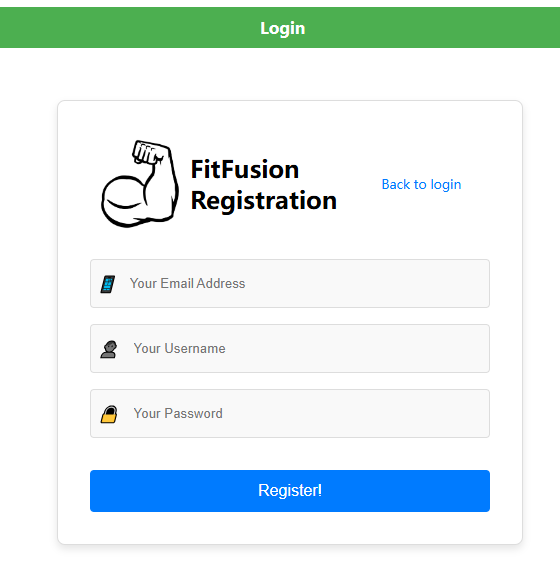 Login
FitFusion
Registration
Back to login
Your Email Address
Your Username
Your Password
Register!